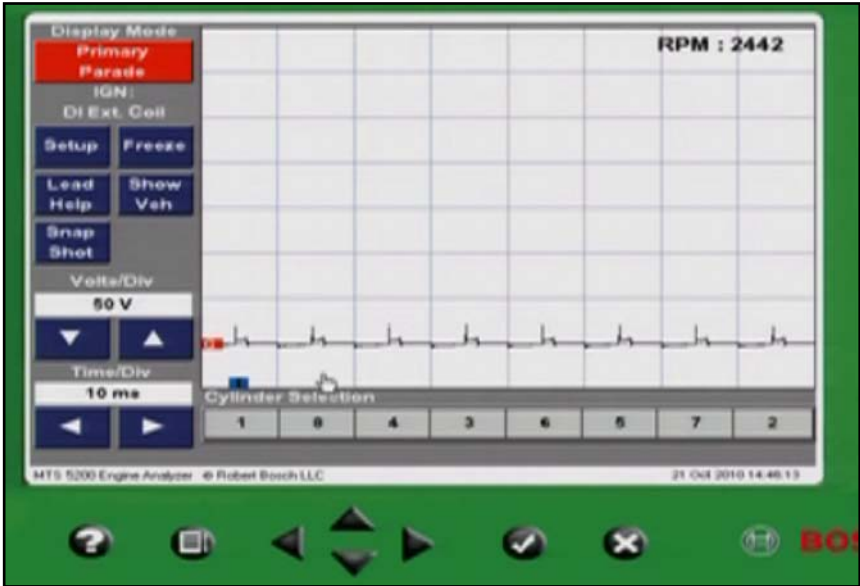 Display Mode
Primary
Parade
IGN:
DI Ext. Coil
Setup
Freeze
Lead
Help
Show
Veh
Snap
Shot
Volts/Div
50 V
Time/Div
10 ms
RPM : 2442
Cylinder Selection
1 8 4 3 6 5 7 2
MTS 5200 Engine Analyzer © Robert Bosch LLC
21 Oct 2010 14:46:13